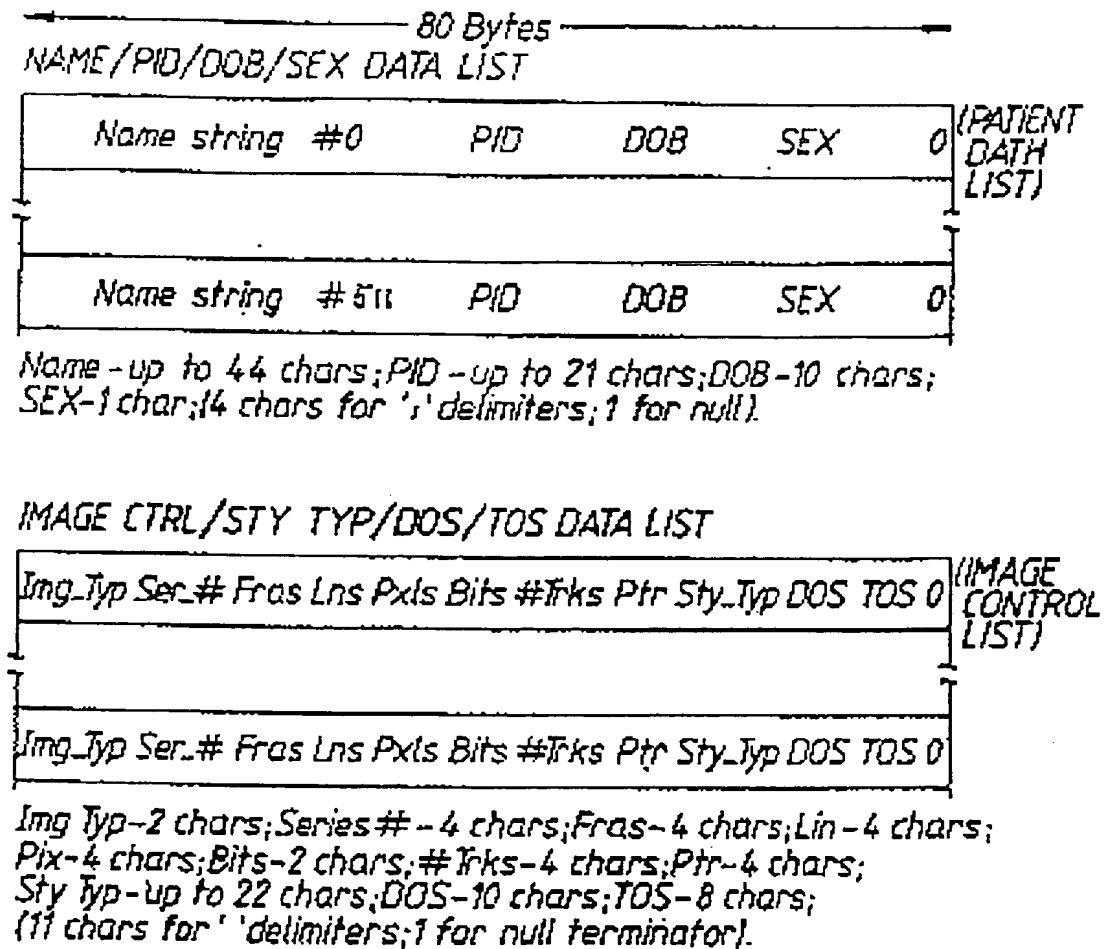 80 Bytes
NAME/PID/DOB/SEX DATA LIST
Name string #0 PID DOB SEX 0
(PATIENT
DATA
LIST)
Name string # PID DOB SEX 0
Name-up to 44 chars; PID-up to 21 chars; DOB-10 chars;
SEX-1 char; (4 chars for ';' delimiters; 1 for null).
IMAGE CTRL/STY TYP/DOS/TOS DATA LIST
Img_Typ Ser_# Fras Lns Pxls Bits #Trks Ptr Sty_Typ DOS TOS 0
(IMAGE
CONTROL
LIST)
Img_Typ Ser_# Fras Lns Pxls Bits #Trks Ptr Sty_Typ DOS TOS 0
Img Typ-2 chars; Series #-4 chars; Fras-4 chars; Lin-4 chars;
Pix-4 chars; Bits-2 chars; #Trks-4 chars; Ptr-4 chars;
Sty Typ-up to 22 chars; DOS-10 chars; TOS-8 chars;
(11 chars for ' ' delimiters; 1 for null terminator).